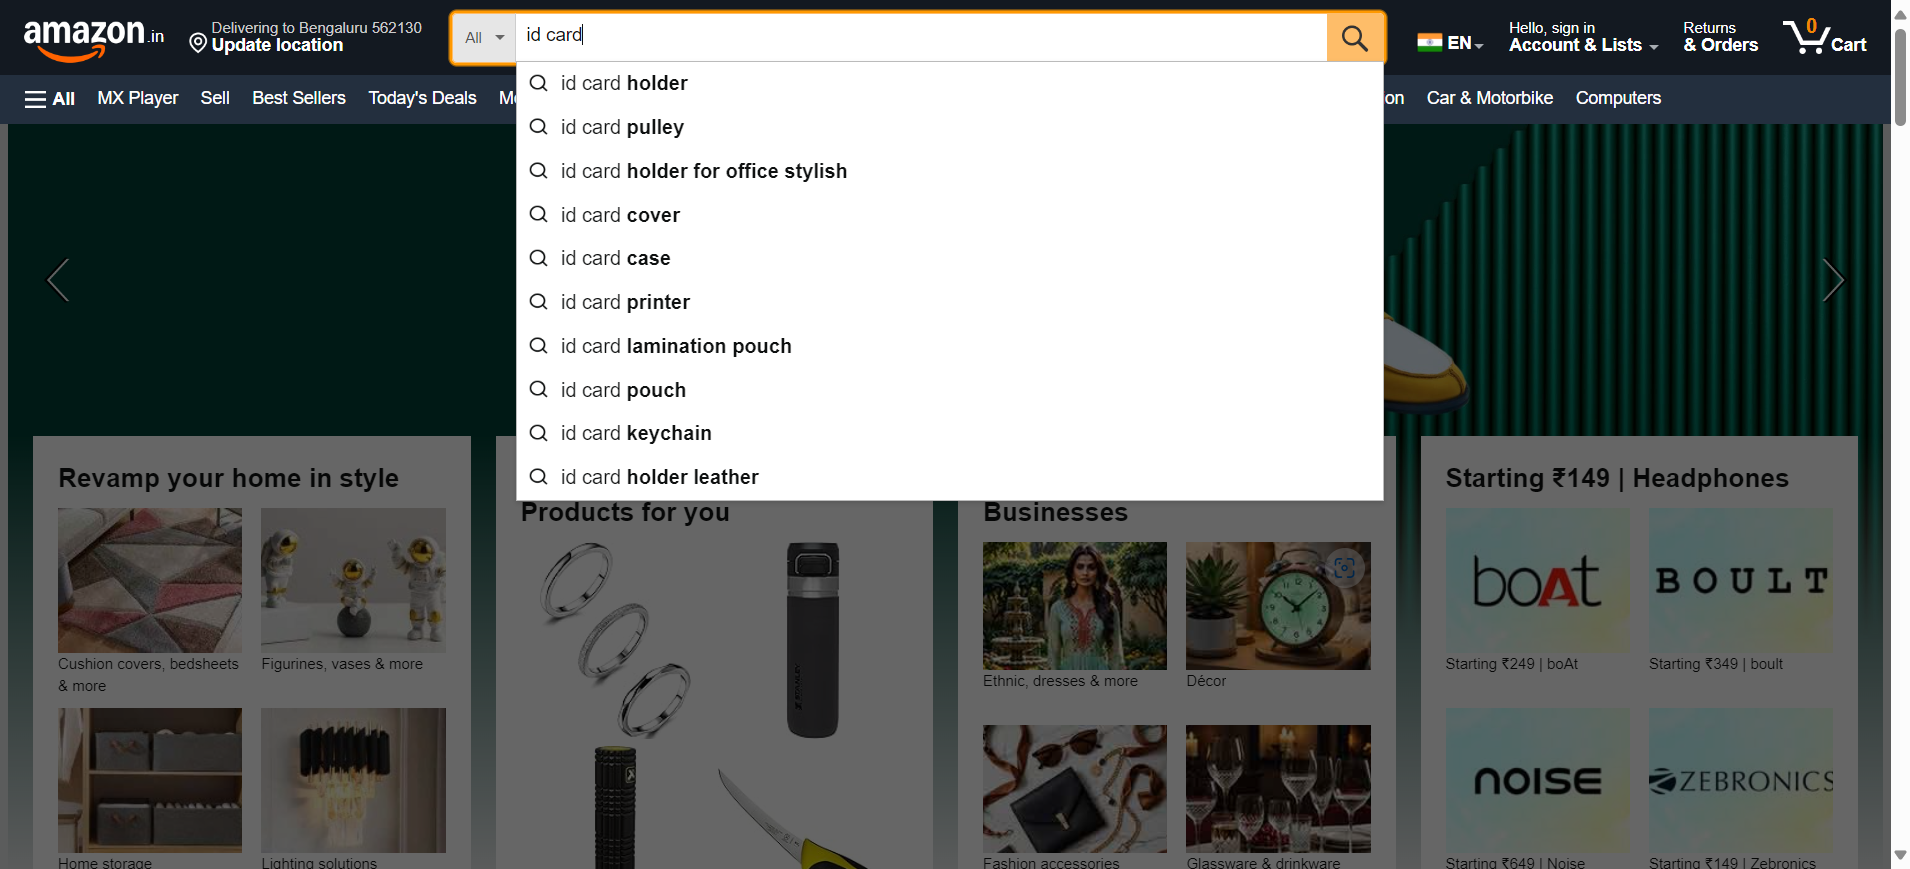 amazon.in
Delivering to Bengaluru 562130
Update location
All
id card
EN
Hello, sign in
Account & Lists
Returns
& Orders
0
Cart
All
MX Player
Sell
Best Sellers
Today's Deals
Mo
on
Car & Motorbike
Computers
id card holder
id card pulley
id card holder for office stylish
id card cover
id card case
id card printer
id card lamination pouch
id card pouch
id card keychain
id card holder leather
Revamp your home in style
Cushion covers, bedsheets
& more
Figurines, vases & more
Home storage
Lighting solutions
Products for you
STANLEY
Businesses
Ethnic, dresses & more
Décor
Fashion accessories
Glassware & drinkware
Starting ₹149 | Headphones
boAt
BOULT
Starting ₹249 | boAt
Starting ₹349 | boult
noise
ZEBRONICS
Starting ₹649 | Noise
Starting ₹149 | Zebronics